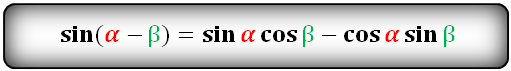 sin(α − β) = sin α cos β − cos α sin β